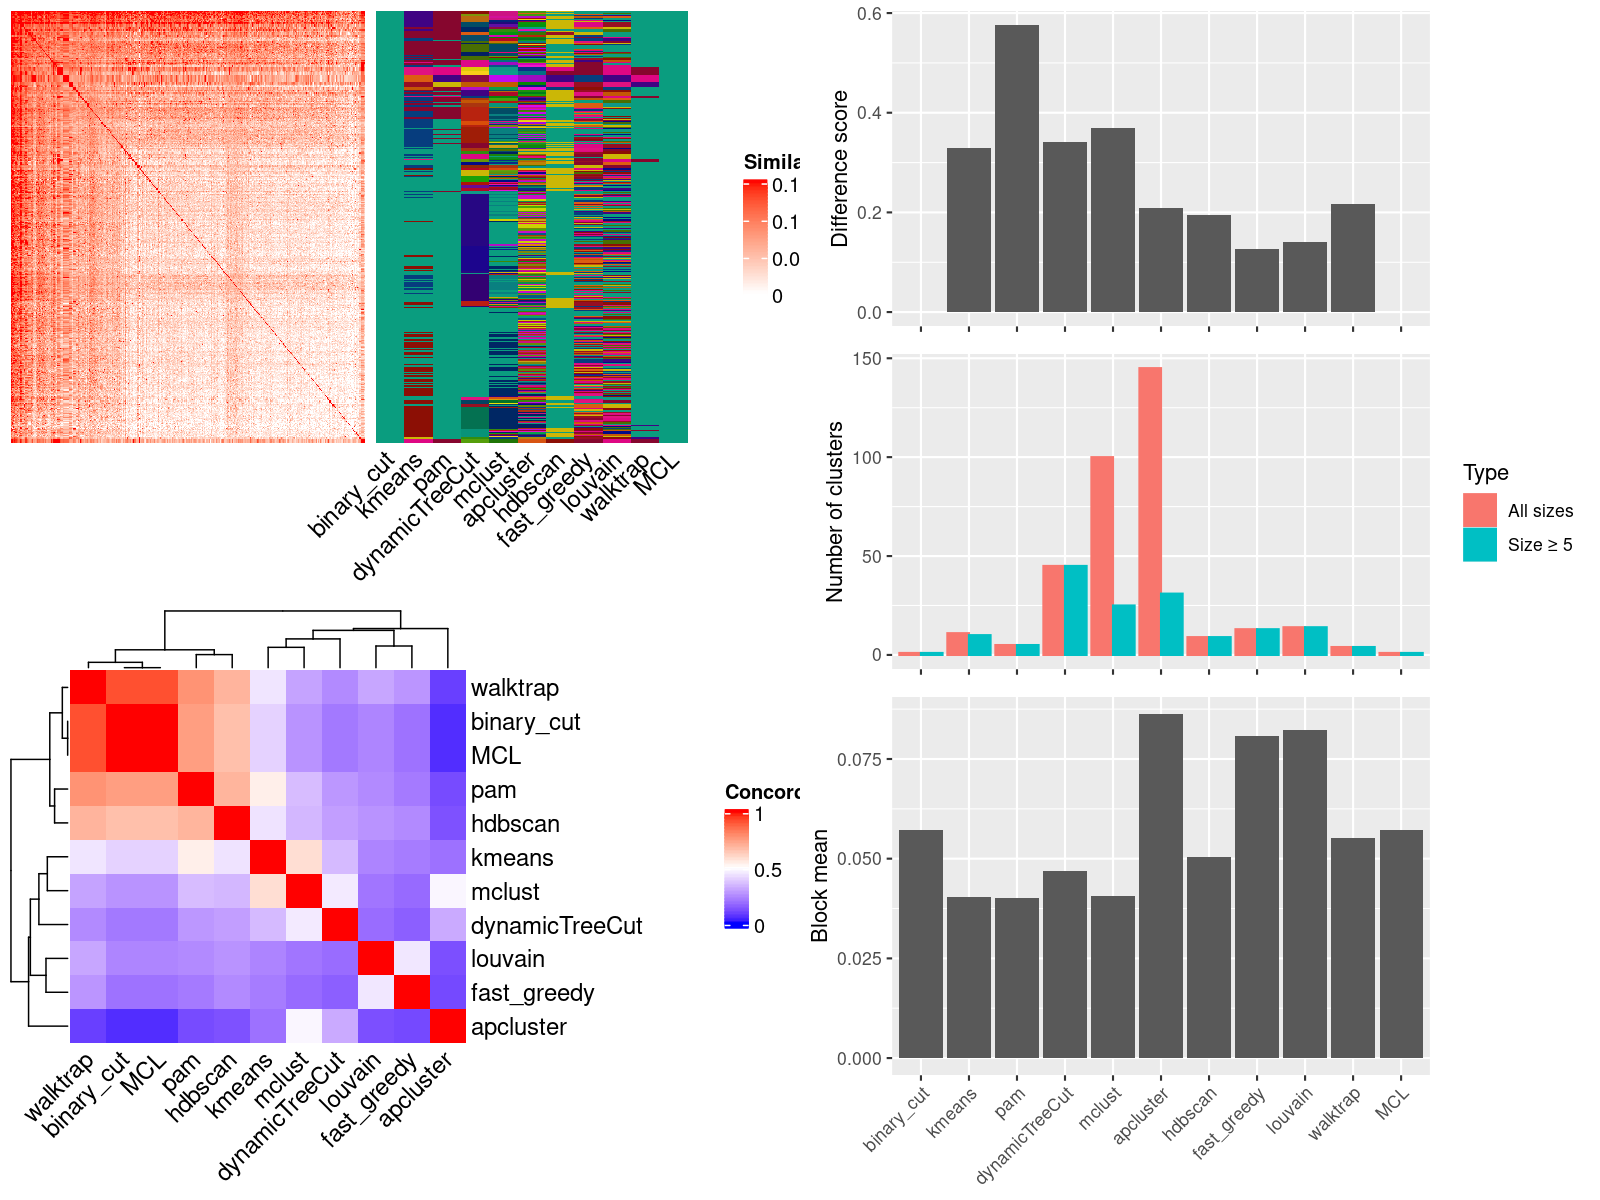 Simila
0.1
0.1
0.0
0
binary_cut
kmeans
pam
dynamicTreeCut
mclust
apcluster
hdbscan
fast_greedy
louvain
walktrap
MCL
walktrap
binary_cut
MCL
pam
hdbscan
kmeans
mclust
dynamicTreeCut
louvain
fast_greedy
apcluster
Concord
1
0.5
0
walktrap
binary_cut
MCL
pam
hdbscan
kmeans
mclust
dynamicTreeCut
louvain
fast_greedy
apcluster
Difference score
0.6
0.4
0.2
0.0
Number of clusters
150
100
50
0
Type
All sizes
Size ≥ 5
Block mean
0.075
0.050
0.025
0.000
binary_cut
kmeans
pam
dynamicTreeCut
mclust
apcluster
hdbscan
fast_greedy
louvain
walktrap
MCL